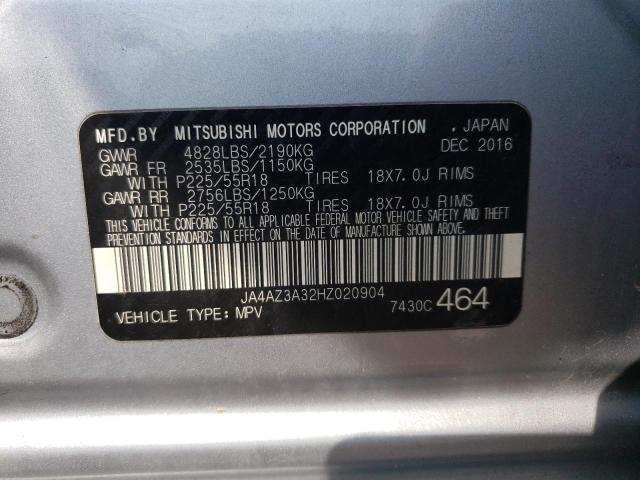 MFD.BY MITSUBISHI MOTORS CORPORATION , JAPAN
GVWR 4828LBS/2190KG DEC 2016
GAWR FR 2535LBS/1150KG
WITH P225/55R18 TIRES 18X7.0J RIMS
GAWR RR 2756LBS/1250KG
WITH P225/55R18 TIRES 18X7.0J RIMS
THIS VEHICLE CONFORMS TO ALL APPLICABLE FEDERAL MOTOR VEHICLE SAFETY AND THEFT
PREVENTION STANDARDS IN EFFECT ON THE DATE OF MANUFACTURE SHOWN ABOVE.
JA4AZ3A32HZ020904
VEHICLE TYPE: MPV 7430C 464